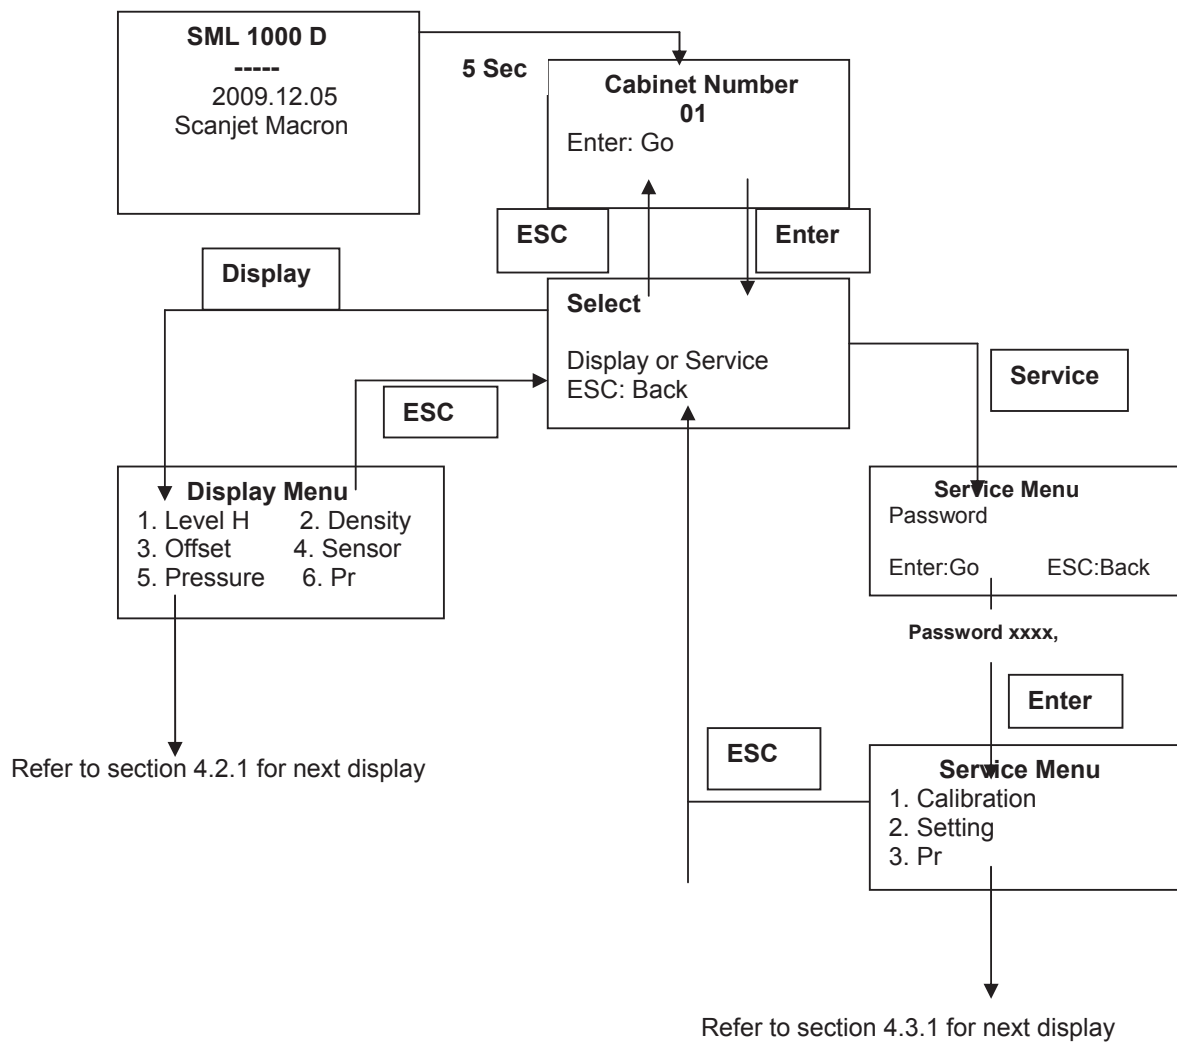 SML 1000 D
-----
2009.12.05
Scanjet Macron
5 Sec
Cabinet Number
01
Enter: Go
ESC
Enter
Display
Select
Display or Service
ESC: Back
Service
ESC
Display Menu
1. Level H 2. Density
3. Offset 4. Sensor
5. Pressure 6. Pr
Service Menu
Password
Enter:Go ESC:Back
Password xxxx,
Enter
ESC
Refer to section 4.2.1 for next display
Service Menu
1. Calibration
2. Setting
3. Pr
Refer to section 4.3.1 for next display